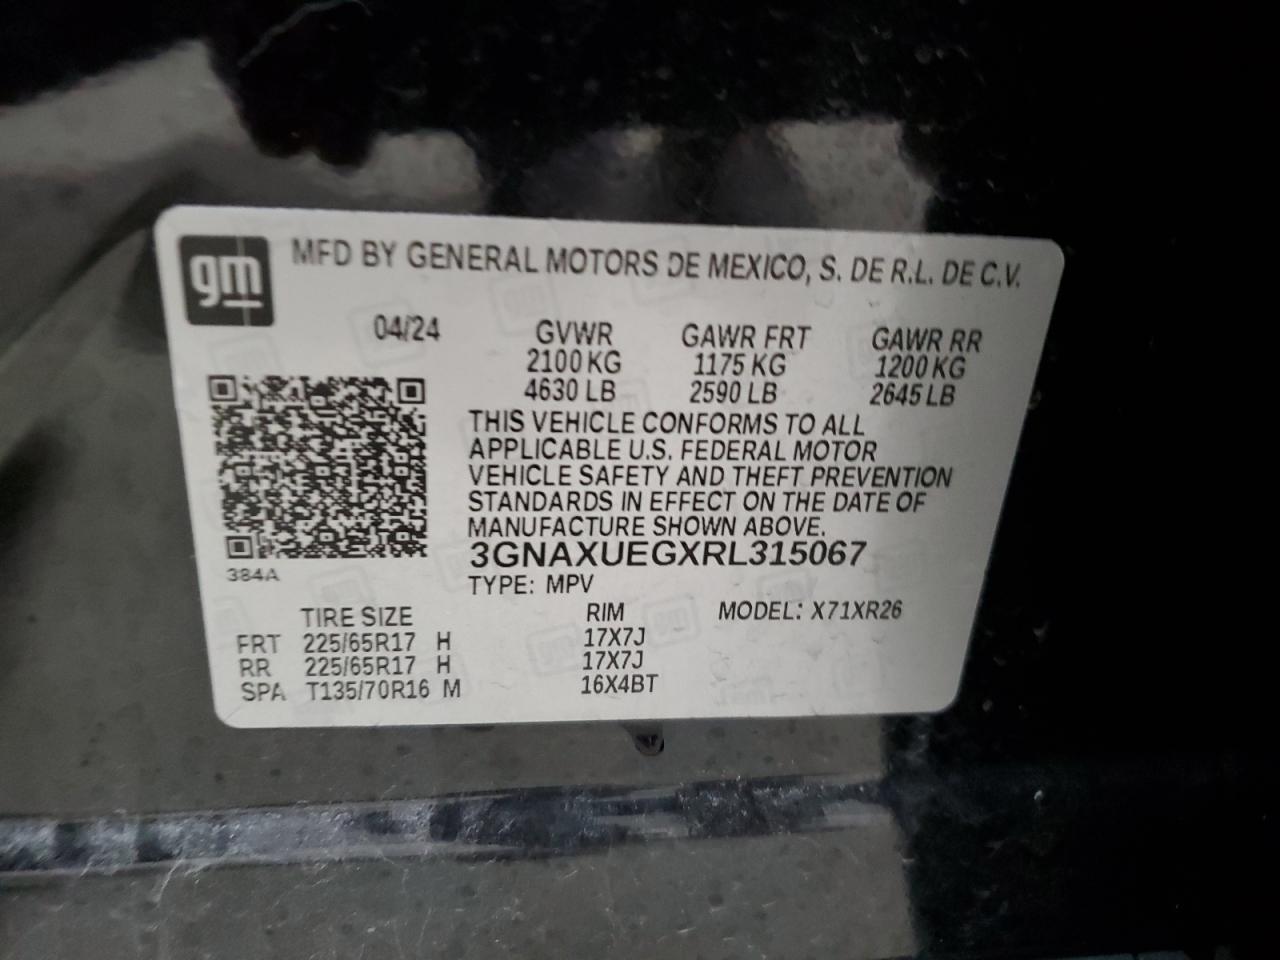 gm MFD BY GENERAL MOTORS DE MEXICO, S. DE R.L. DE C.V.
04/24 GVWR GAWR FRT GAWR RR
2100 KG 1175 KG 1200 KG
4630 LB 2590 LB 2645 LB
THIS VEHICLE CONFORMS TO ALL
APPLICABLE U.S. FEDERAL MOTOR
VEHICLE SAFETY AND THEFT PREVENTION
STANDARDS IN EFFECT ON THE DATE OF
MANUFACTURE SHOWN ABOVE.
3GNAXUEGXRL315067
384A
TYPE: MPV
TIRE SIZE RIM MODEL: X71XR26
FRT 225/65R17 H 17X7J
RR 225/65R17 H 17X7J
SPA T135/70R16 M 16X4BT